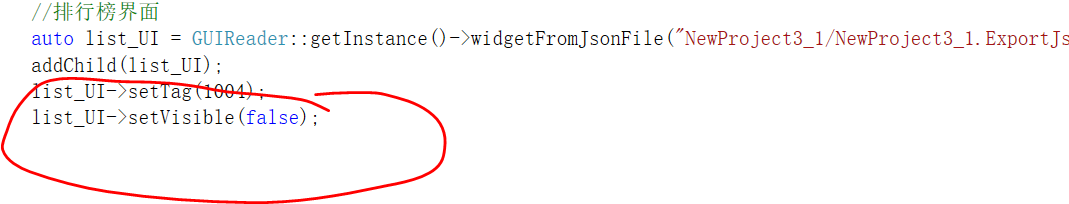 //排行榜界面
auto list_UI = GUIReader::getInstance()->widgetFromJsonFile("NewProject3_1/NewProject3_1.ExportJs
addChild(list_UI);
list_UI->setTag(1004);
list_UI->setVisible(false);